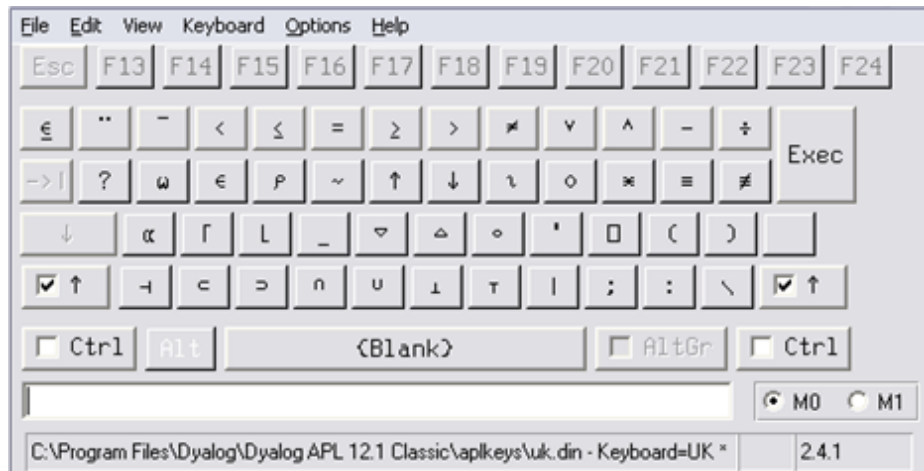 File Edit View Keyboard Options Help
Esc F13 F14 F15 F16 F17 F18 F19 F20 F21 F22 F23 F24
⍷ ¨ ¯ < ≤ = ≥ > ≠ ∨ ∧ - ÷
Exec
->| ? ⍵ ∊ ⍴ ~ ↑ ↓ ⍳ ○ * ≡ ≢
↓ ⍺ ⌈ ⌊ _ ∇ ∆ ∘ ' ⎕ ( )
↑ ⊣ ⊂ ⊃ ∩ ∪ ⊥ ⊤ | ; : \ ↑
Ctrl Alt {Blank} AltGr Ctrl
M0 M1
C:\Program Files\Dyalog\Dyalog APL 12.1 Classic\aplkeys\uk.din - Keyboard=UK * 2.4.1